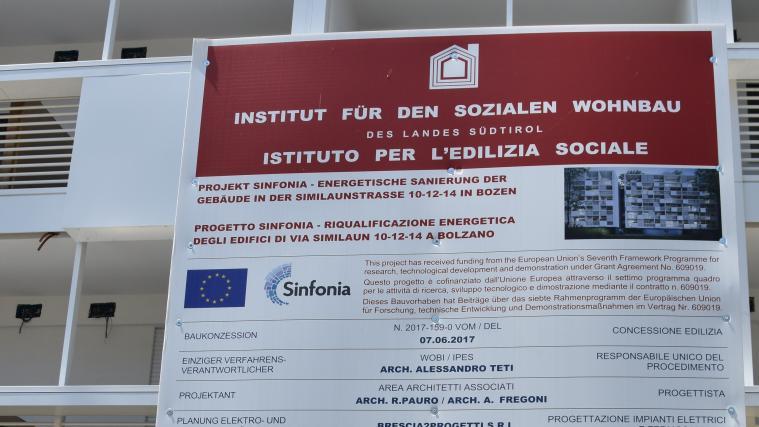 INSTITUT FÜR DEN SOZIALEN WOHNBAU
DES LANDES SÜDTIROL
ISTITUTO PER L'EDILIZIA SOCIALE
PROJEKT SINFONIA - ENERGETISCHE SANIERUNG DER
GEBÄUDE IN DER SIMILAUNSTRASSE 10-12-14 IN BOZEN
PROGETTO SINFONIA - RIQUALIFICAZIONE ENERGETICA
DEGLI EDIFICI DI VIA SIMILAUN 10-12-14 A BOLZANO
Sinfonia
This project has received funding from the European Union's Seventh Framework Programme for
research, technological development and demonstration under Grant Agreement No. 609019.
Questo progetto è cofinanziato dall'Unione Europea attraverso il settimo programma quadro
per le attività di ricerca, sviluppo tecnologico e dimostrazione mediante il contratto n. 609019.
Dieses Bauvorhaben hat Beiträge über das siebte Rahmenprogramm der Europäischen Union
für Forschung, technische Entwicklung und Demonstrationsmaßnahmen im Vertrag Nr. 609019.
BAUKONZESSION N. 2017-159-0 VOM / DEL CONCESSIONE EDILIZIA
07.06.2017
EINZIGER VERFAHRENS- WOBI / IPES RESPONSABILE UNICO DEL
VERANTWORTLICHER ARCH. ALESSANDRO TETI PROCEDIMENTO
PROJEKTANT AREA ARCHITETTI ASSOCIATI PROGETTISTA
ARCH. R.PAURO / ARCH. A. FREGONI
PLANUNG ELEKTRO- UND BRESCIA2PROGETTI S.R.L. PROGETTAZIONE IMPIANTI ELETTRICI